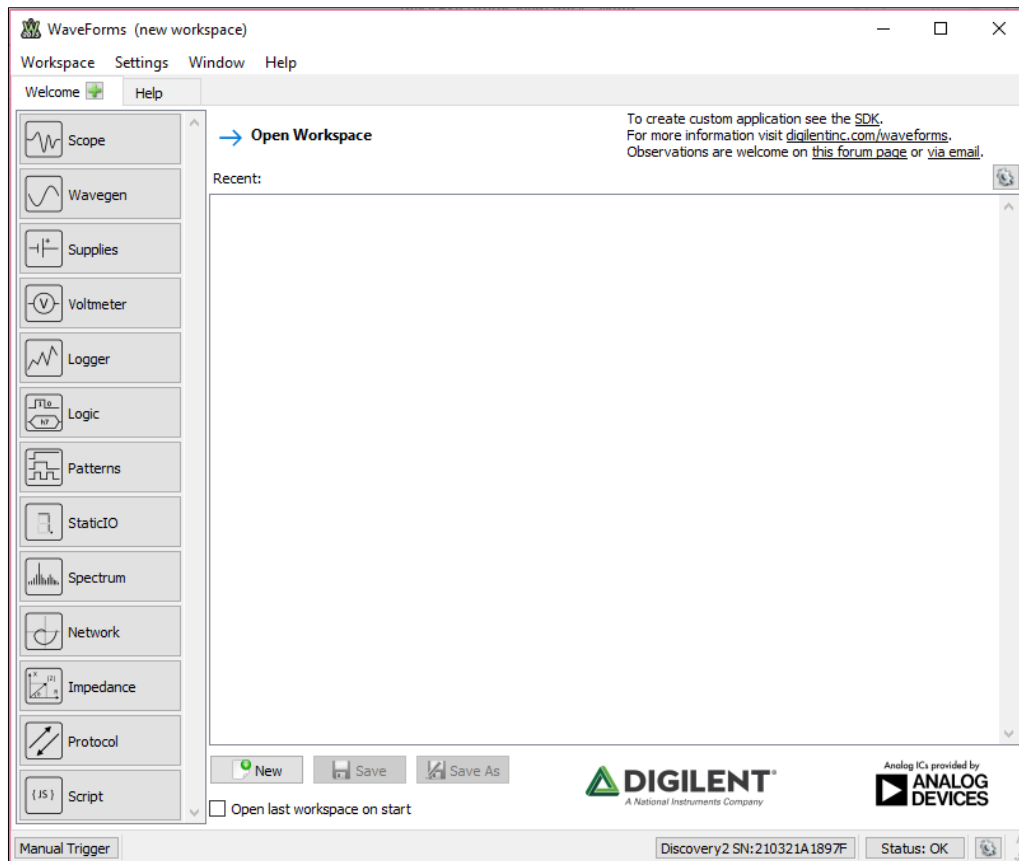 WaveForms (new workspace)
Workspace Settings Window Help
Welcome Help
Scope
Wavegen
Supplies
Voltmeter
Logger
Logic
Patterns
StaticIO
Spectrum
Network
Impedance
Protocol
{JS} Script
Open Workspace
To create custom application see the SDK.
For more information visit digilentinc.com/waveforms.
Observations are welcome on this forum page or via email.
Recent:
New Save Save As
Open last workspace on start
DIGILENT
A National Instruments Company
Analog ICs provided by
ANALOG
DEVICES
Manual Trigger
Discovery2 SN:210321A1897F
Status: OK